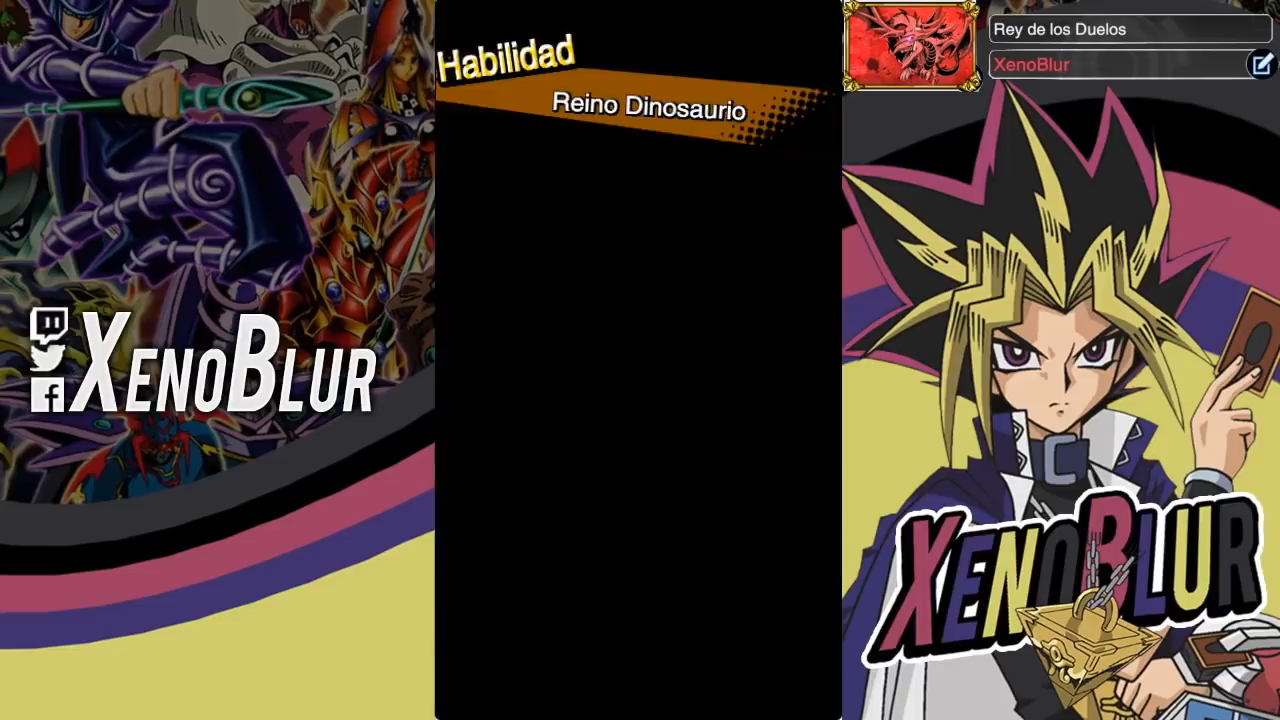 Habilidad
Reino Dinosaurio
Rey de los Duelos
XenoBlur
XENOBLUR
XENOBLUR